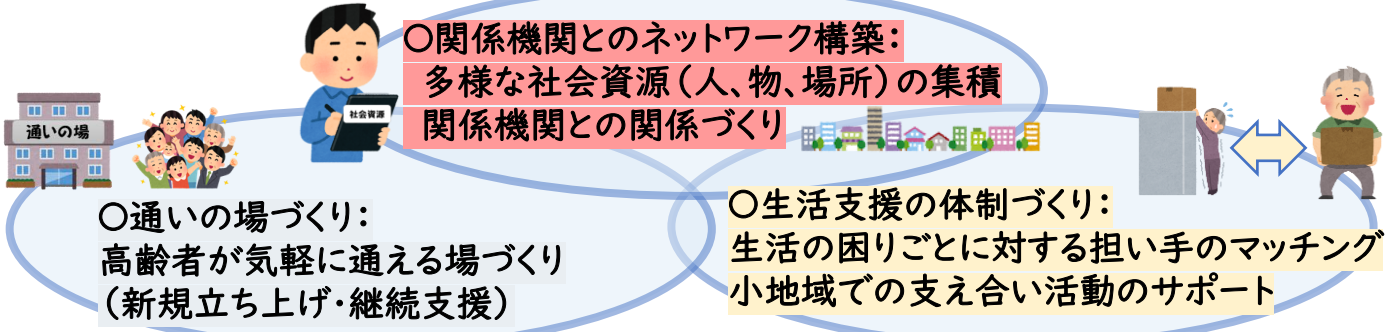 〇関係機関とのネットワーク構築：
多様な社会資源（人、物、場所）の集積
関係機関との関係づくり
社会資源
通いの場
〇通いの場づくり：
高齢者が気軽に通える場づくり
（新規立ち上げ・継続支援）
〇生活支援の体制づくり：
生活の困りごとに対する担い手のマッチング
小地域での支え合い活動のサポート